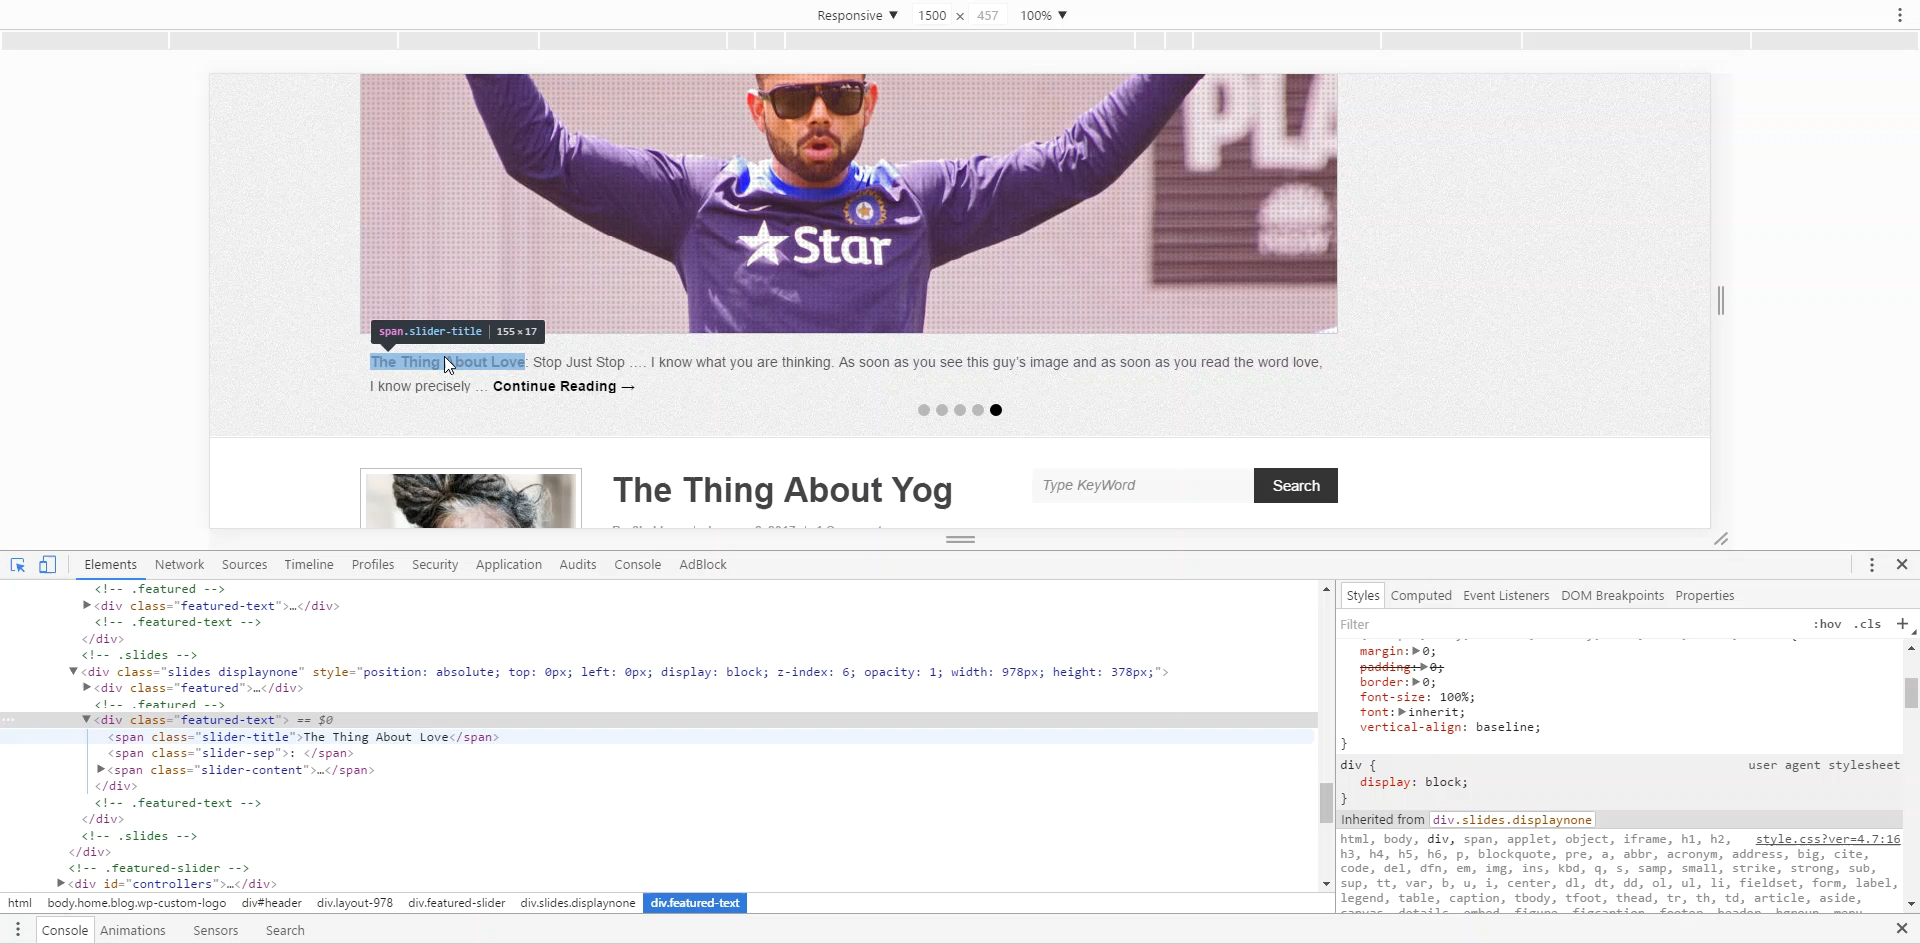 Responsive ▼ 1500 × 457 100% ▼
PLA
NOW
Star
span.slider-title 155×17
The Thing About Love: Stop Just Stop …. I know what you are thinking. As soon as you see this guy’s image and as soon as you read the word love,
I know precisely … Continue Reading →
The Thing About Yog
Type KeyWord Search
Elements Network Sources Timeline Profiles Security Application Audits Console AdBlock
<!-- .featured -->
▶<div class="featured-text">…</div>
<!-- .featured-text -->
</div>
<!-- .slides -->
▼<div class="slides displaynone" style="position: absolute; top: 0px; left: 0px; display: block; z-index: 6; opacity: 1; width: 978px; height: 378px;">
▶<div class="featured">…</div>
<!-- .featured -->
▼<div class="featured-text"> == $0
<span class="slider-title">The Thing About Love</span>
<span class="slider-sep">: </span>
▶<span class="slider-content">…</span>
</div>
<!-- .featured-text -->
</div>
<!-- .slides -->
</div>
<!-- .featured-slider -->
▶<div id="controllers">…</div>
html body.home.blog.wp-custom-logo div#header div.layout-978 div.featured-slider div.slides.displaynone div.featured-text
Console Animations Sensors Search
Styles Computed Event Listeners DOM Breakpoints Properties
Filter :hov .cls +
margin:▶0;
padding:▶0;
border:▶0;
font-size: 100%;
font:▶inherit;
vertical-align: baseline;
}
div { user agent stylesheet
display: block;
}
Inherited from div.slides.displaynone
html, body, div, span, applet, object, iframe, h1, h2, style.css?ver=4.7:16
h3, h4, h5, h6, p, blockquote, pre, a, abbr, acronym, address, big, cite,
code, del, dfn, em, img, ins, kbd, q, s, samp, small, strike, strong, sub,
sup, tt, var, b, u, i, center, dl, dt, dd, ol, ul, li, fieldset, form, label,
legend, table, caption, tbody, tfoot, thead, tr, th, td, article, aside,
canvas, details, embed, figure, figcaption, footer, header, hgroup, menu,